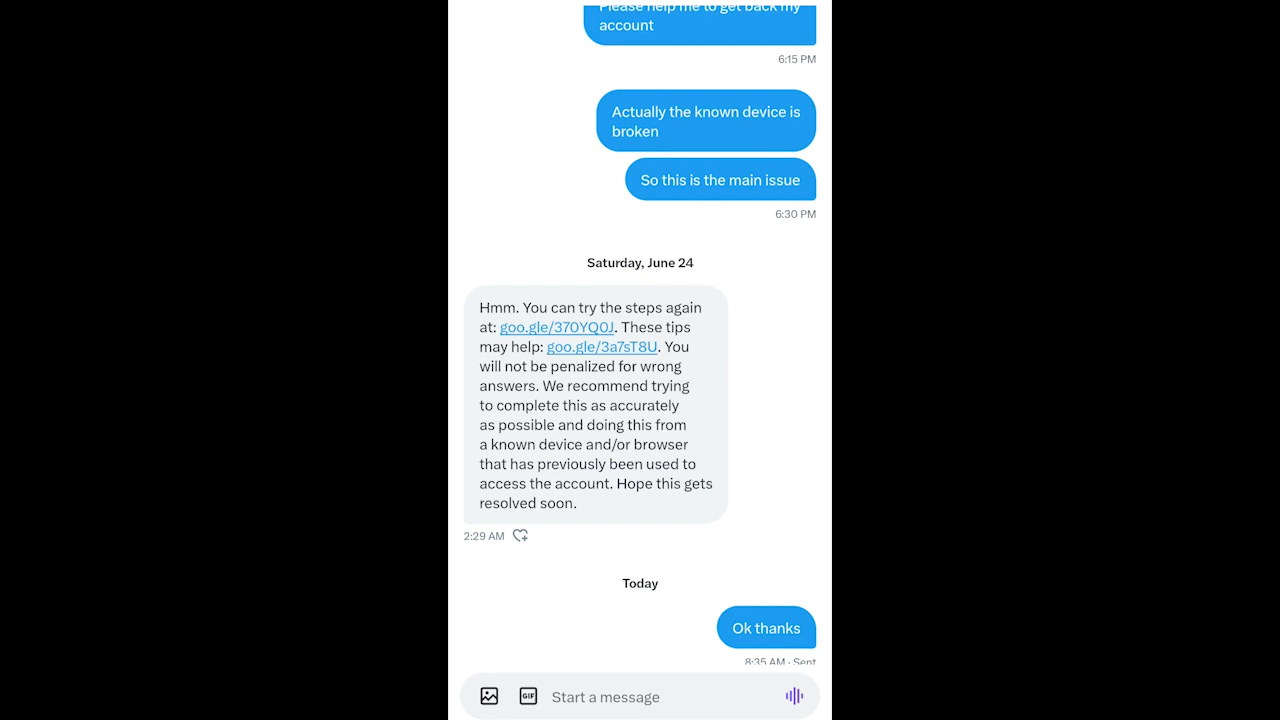 Please help me to get back my
account
6:15 PM
Actually the known device is
broken
So this is the main issue
6:30 PM
Saturday, June 24
Hmm. You can try the steps again
at: goo.gle/370YQ0J. These tips
may help: goo.gle/3a7sT8U. You
will not be penalized for wrong
answers. We recommend trying
to complete this as accurately
as possible and doing this from
a known device and/or browser
that has previously been used to
access the account. Hope this gets
resolved soon.
2:29 AM
Today
Ok thanks
8:35 AM · Sent
GIF
Start a message